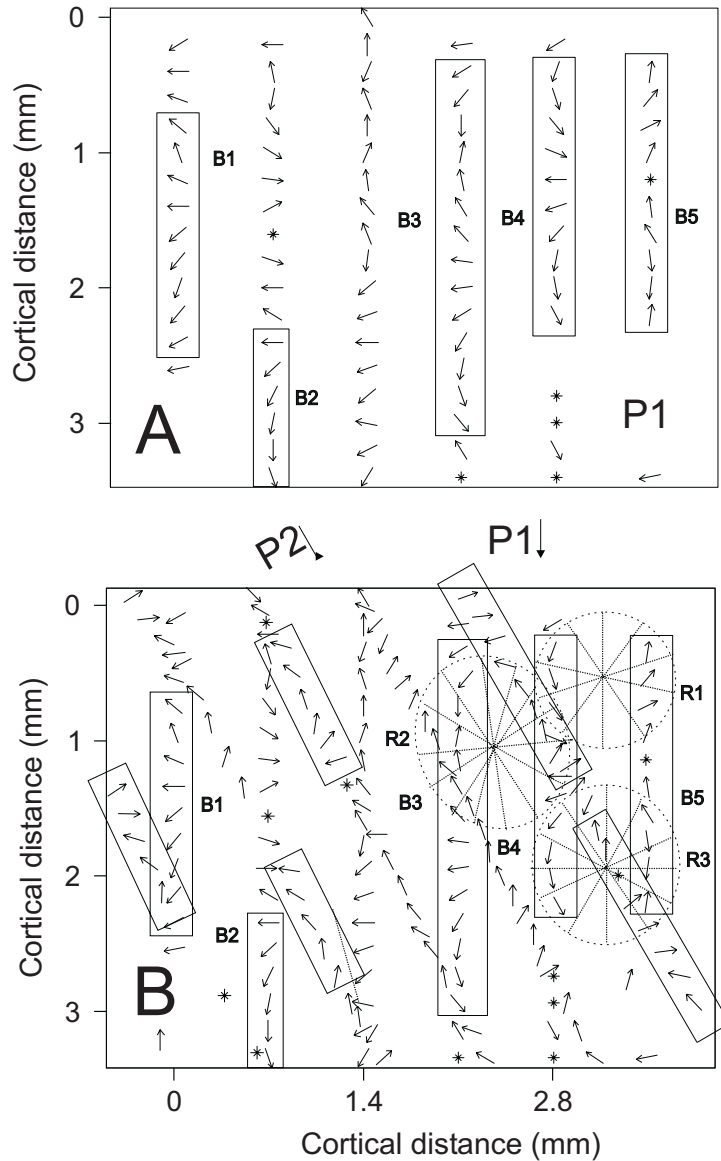 0
1
2
3
Cortical distance (mm)
B1
B2
B3
B4
B5
A
P1
P2
P1
0
1
2
3
Cortical distance (mm)
B1
B2
R2
B3
B4
R1
B5
R3
B
0
1.4
2.8
Cortical distance (mm)